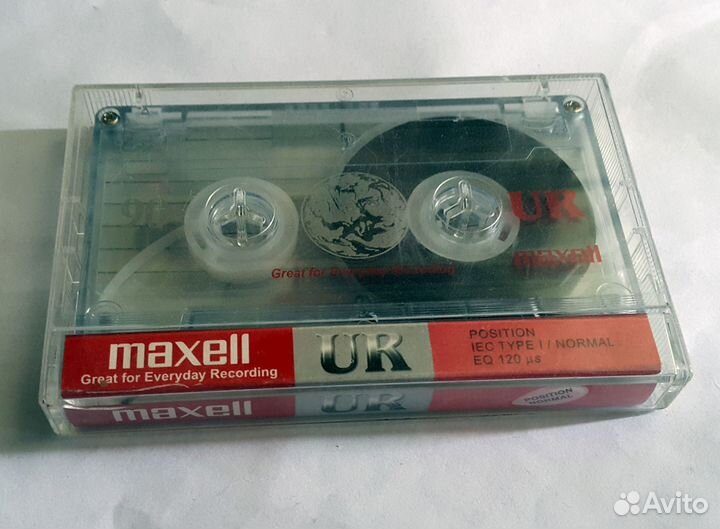 90
UR
maxell
Great for Everyday Recording
maxell
Great for Everyday Recording
UR
POSITION
IEC TYPE I / NORMAL
EQ 120 µs
maxell
UR
POSITION
NORMAL
Avito